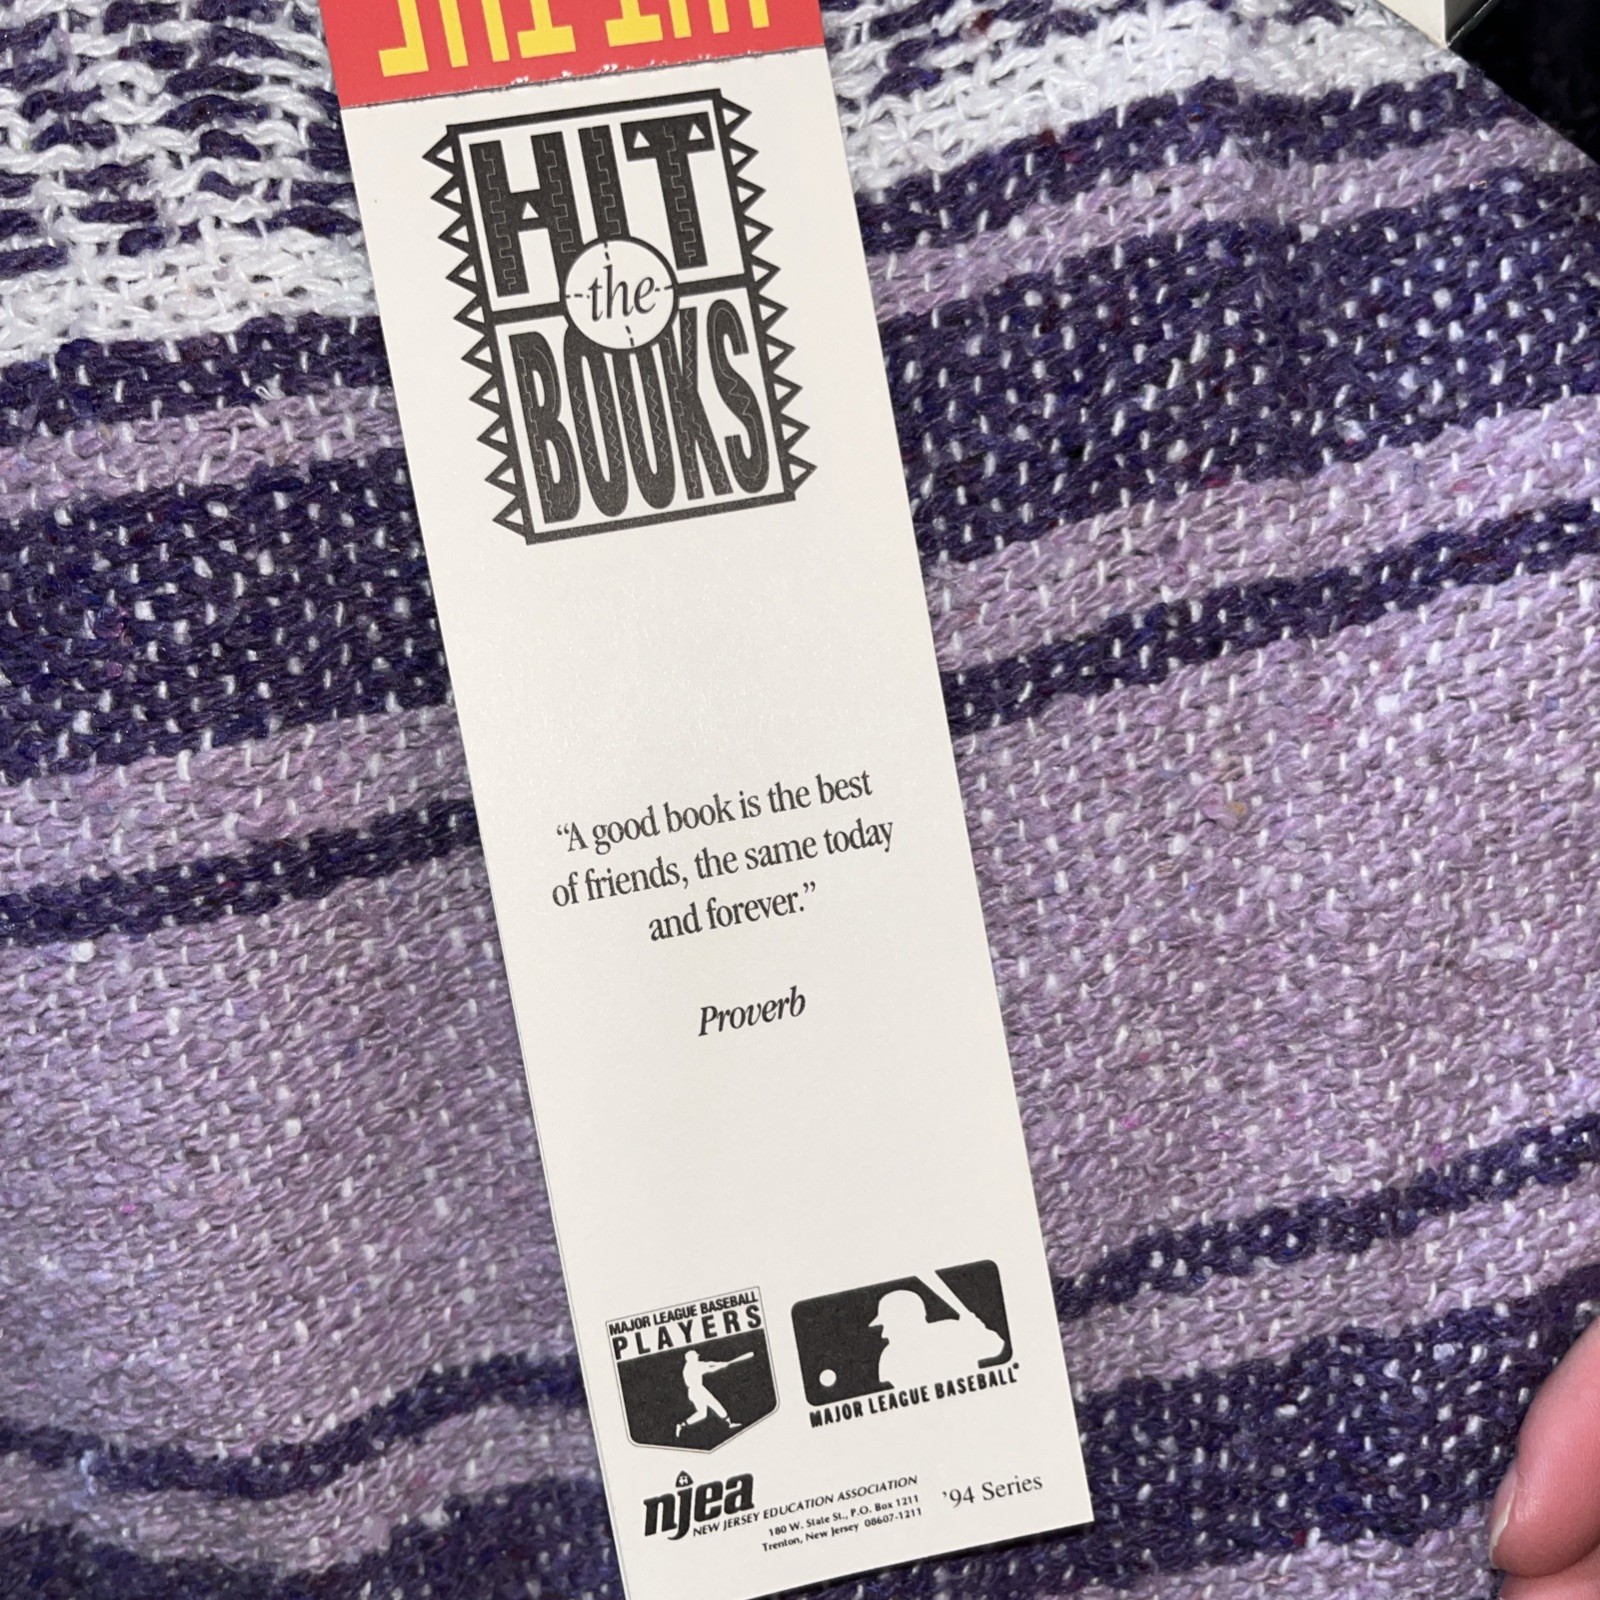 HIT
the
BOOKS
“A good book is the best
of friends, the same today
and forever.”
Proverb
MAJOR LEAGUE BASEBALL
PLAYERS
MAJOR LEAGUE BASEBALL
njea
NEW JERSEY EDUCATION ASSOCIATION
180 W. State St., P.O. Box 1211
Trenton, New Jersey 08607-1211
’94 Series